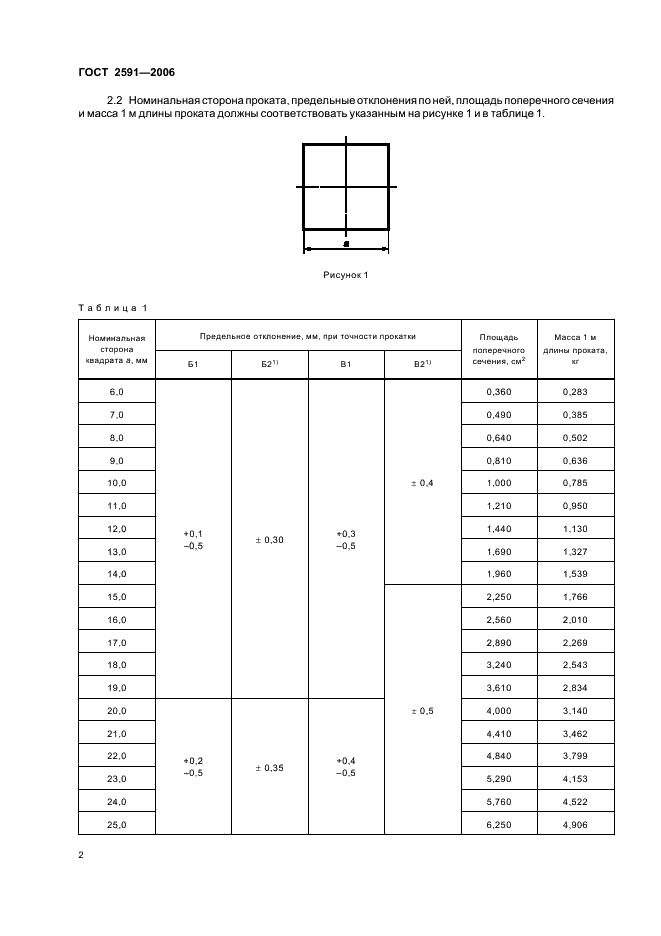 ГОСТ 2591—2006
2.2 Номинальная сторона проката, предельные отклонения по ней, площадь поперечного сечения
и масса 1 м длины проката должны соответствовать указанным на рисунке 1 и в таблице 1.
а
Рисунок 1
Таблица 1
Номинальная сторона квадрата а, мм
Предельное отклонение, мм, при точности прокатки
Площадь поперечного сечения, см²
Масса 1 м длины проката, кг
Б1 Б2¹⁾ В1 В2¹⁾
6,0 0,360 0,283
7,0 0,490 0,385
8,0 0,640 0,502
9,0 0,810 0,636
10,0 ± 0,4 1,000 0,785
11,0 1,210 0,950
12,0 1,440 1,130
+0,1 –0,5 ± 0,30 +0,3 –0,5
13,0 1,690 1,327
14,0 1,960 1,539
15,0 2,250 1,766
16,0 2,560 2,010
17,0 2,890 2,269
18,0 3,240 2,543
19,0 3,610 2,834
20,0 ± 0,5 4,000 3,140
21,0 4,410 3,462
22,0 4,840 3,799
+0,2 –0,5 ± 0,35 +0,4 –0,5
23,0 5,290 4,153
24,0 5,760 4,522
25,0 6,250 4,906
2